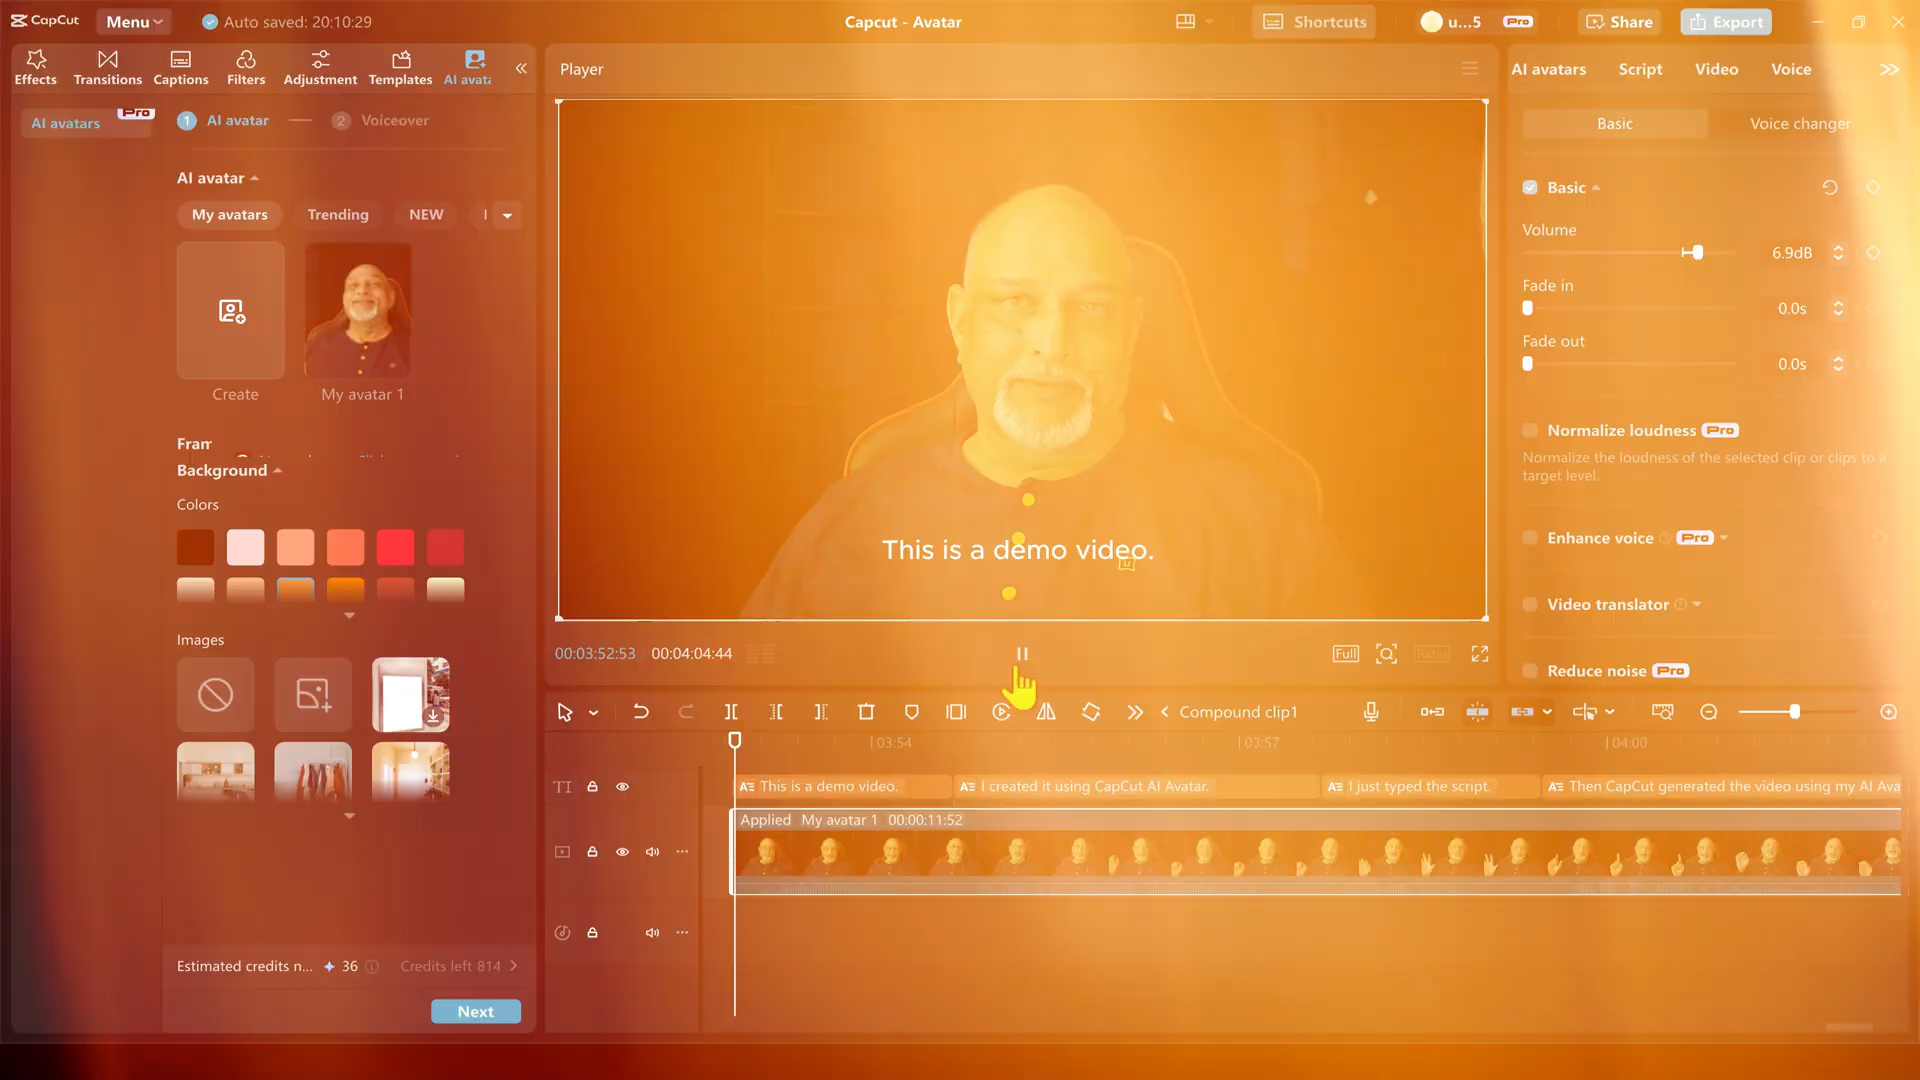 CapCut
Menu
Auto saved: 20:10:29
Capcut - Avatar
Shortcuts
u...5
Pro
Share
Export
Effects
Transitions
Captions
Filters
Adjustment
Templates
AI avata
Player
AI avatars
Script
Video
Voice
AI avatars
Pro
1 AI avatar
2 Voiceover
Basic
Voice changer
AI avatar
My avatars
Trending
NEW
Create
My avatar 1
Basic
Volume
6.9dB
Fade in
0.0s
Fade out
0.0s
Normalize loudness Pro
Normalize the loudness of the selected clip or clips to a
target level.
Enhance voice Pro
Video translator
Reduce noise Pro
Fram
Background
Colors
Images
This is a demo video.
00:03:52:53 00:04:04:44
Full
Ratio
Compound clip1
03:54
03:57
04:00
This is a demo video.
I created it using CapCut AI Avatar.
I just typed the script.
Then CapCut generated the video using my AI Ava
Applied My avatar 1 00:00:11:52
Estimated credits n... 36
Credits left 814
Next